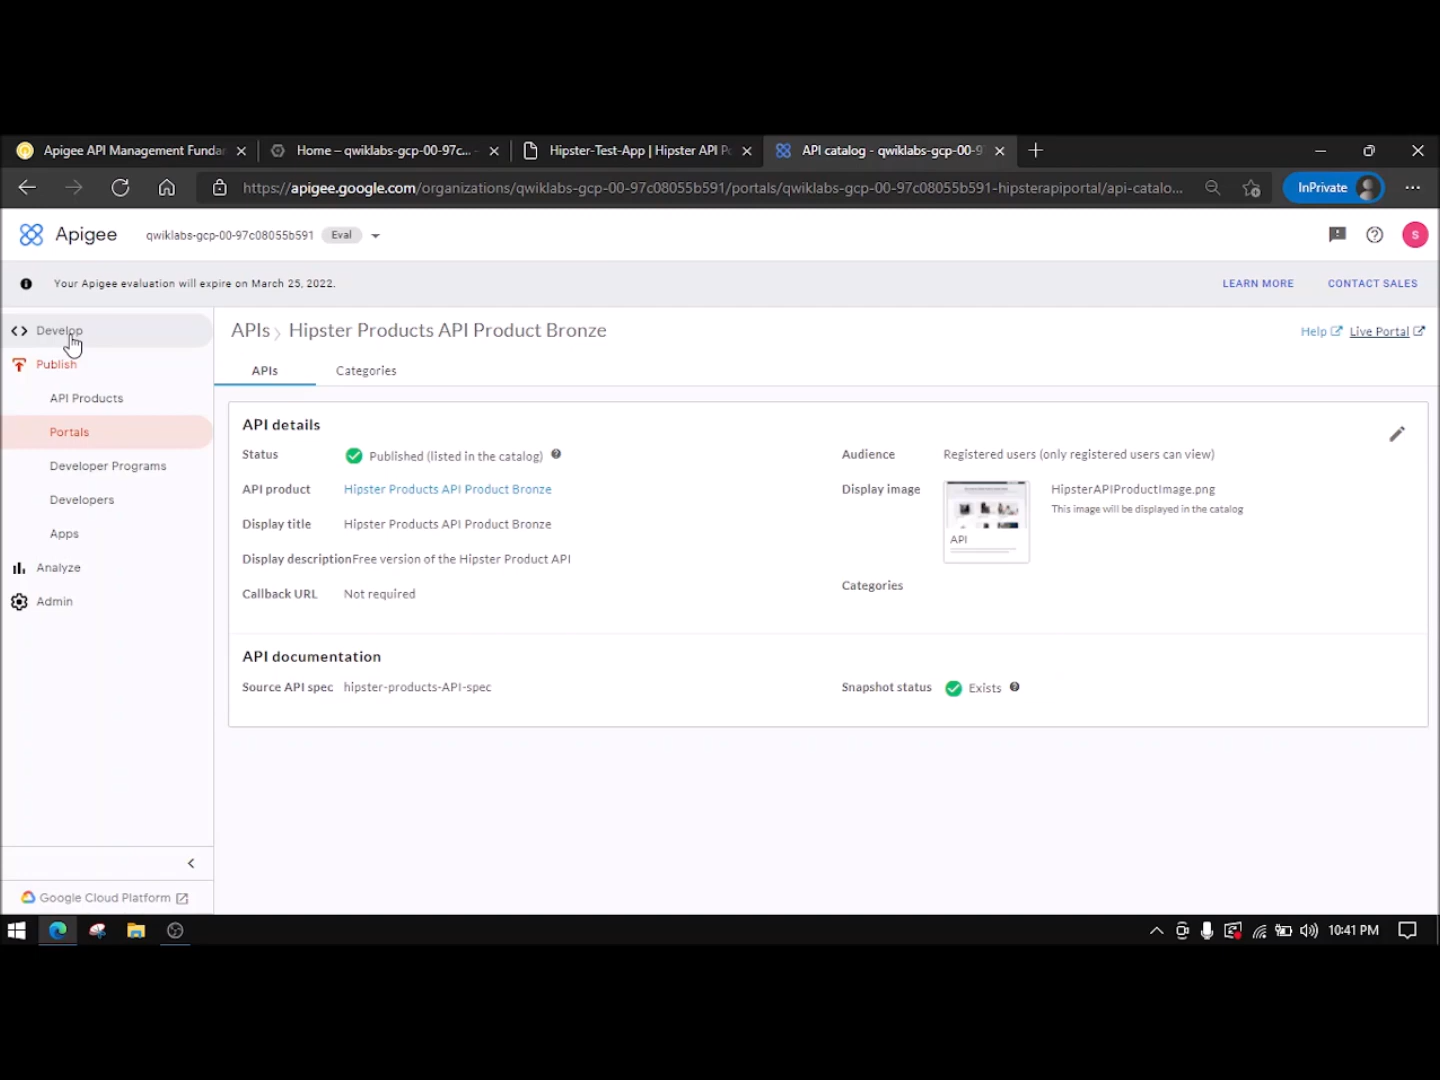 Apigee API Management Funda
Home – qwiklabs-gcp-00-97c...
Hipster-Test-App | Hipster API Po
API catalog - qwiklabs-gcp-00-9
https://apigee.google.com/organizations/qwiklabs-gcp-00-97c08055b591/portals/qwiklabs-gcp-00-97c08055b591-hipsterapiportal/api-catalo...
InPrivate
Apigee
qwiklabs-gcp-00-97c08055b591
Eval
S
Your Apigee evaluation will expire on March 25, 2022.
LEARN MORE
CONTACT SALES
Develop
Publish
API Products
Portals
Developer Programs
Developers
Apps
Analyze
Admin
Google Cloud Platform
APIs > Hipster Products API Product Bronze
Help
Live Portal
APIs
Categories
API details
Status
Published (listed in the catalog)
API product
Hipster Products API Product Bronze
Display title
Hipster Products API Product Bronze
Display description
Free version of the Hipster Product API
Callback URL
Not required
Audience
Registered users (only registered users can view)
Display image
API
HipsterAPIProductImage.png
This image will be displayed in the catalog
Categories
API documentation
Source API spec
hipster-products-API-spec
Snapshot status
Exists
10:41 PM